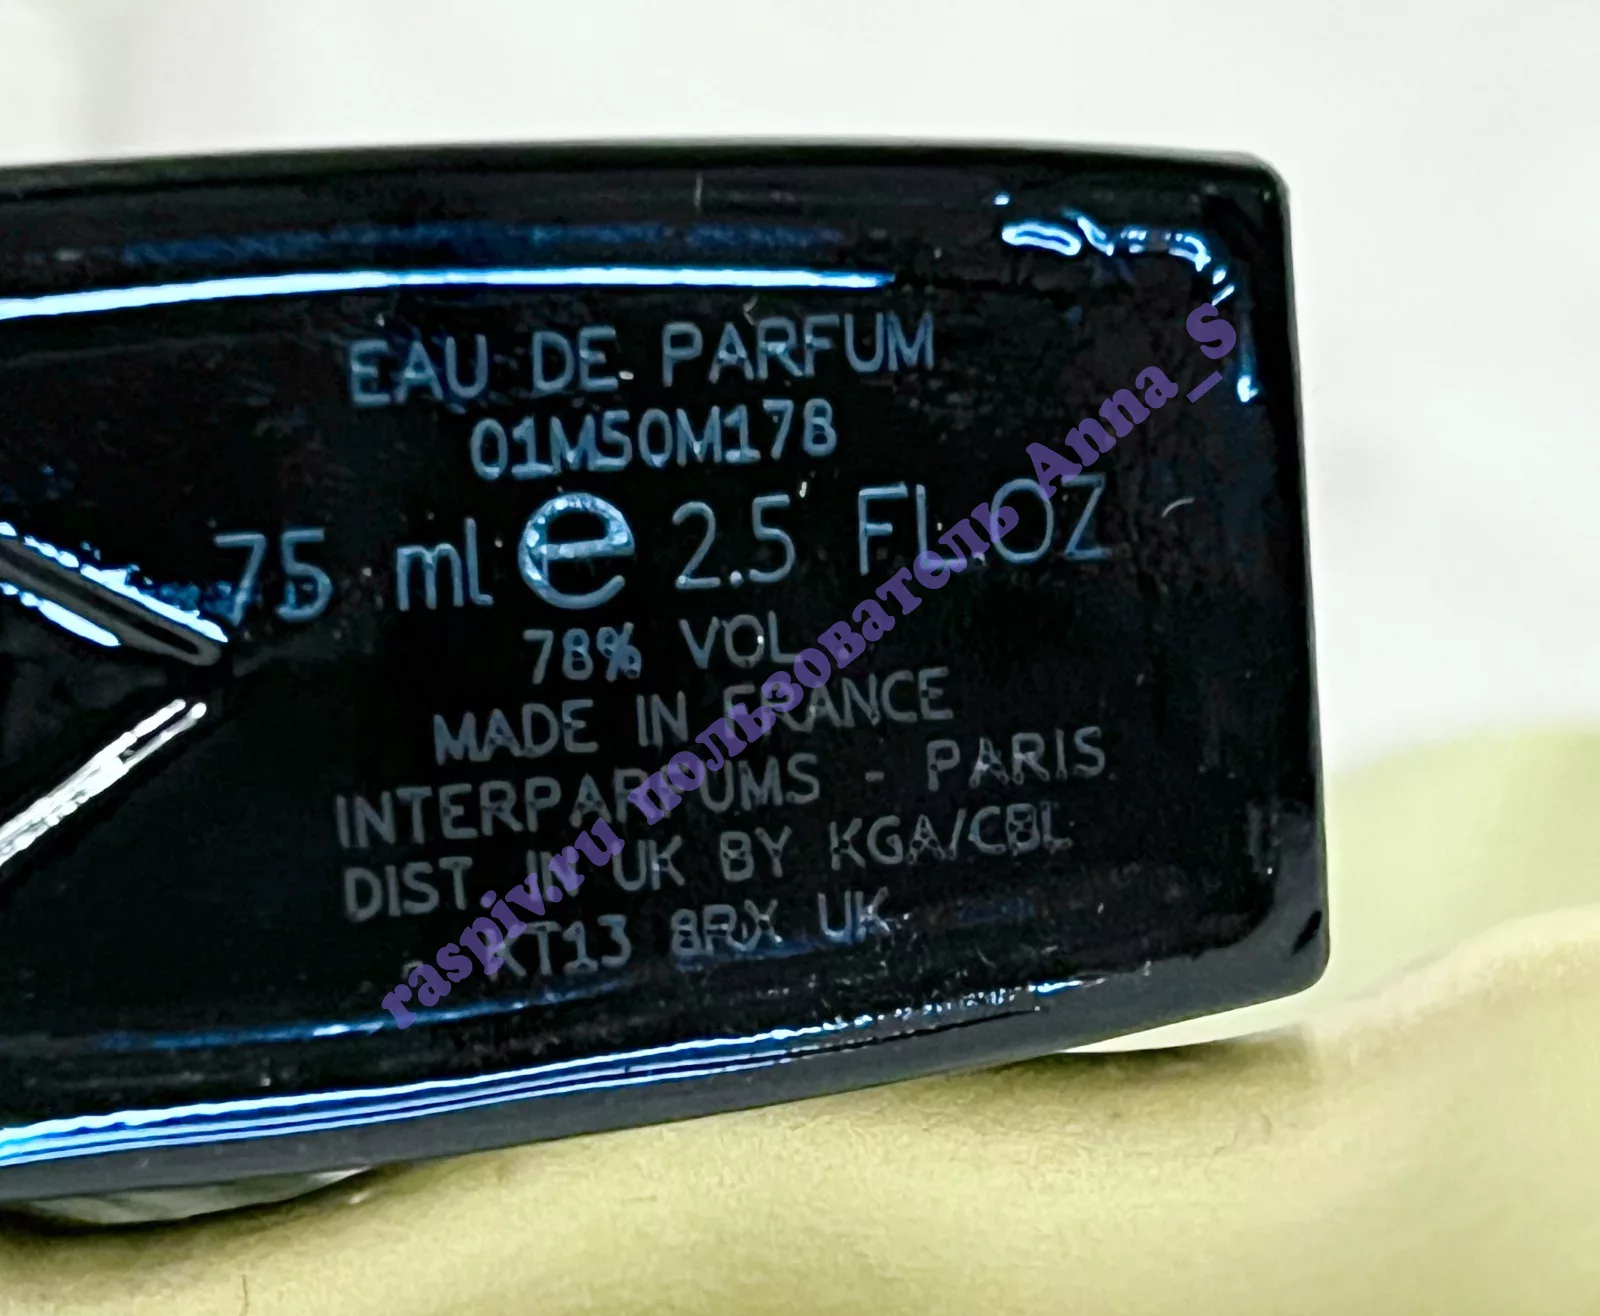 EAU DE PARFUM
01M50M178
75 ml e 2.5 FL.OZ
78% VOL
MADE IN FRANCE
INTERPARFUMS - PARIS
DIST IN UK BY KGA/CBL
KT13 8RX UK
raspiv.ru пользователь Anna_S